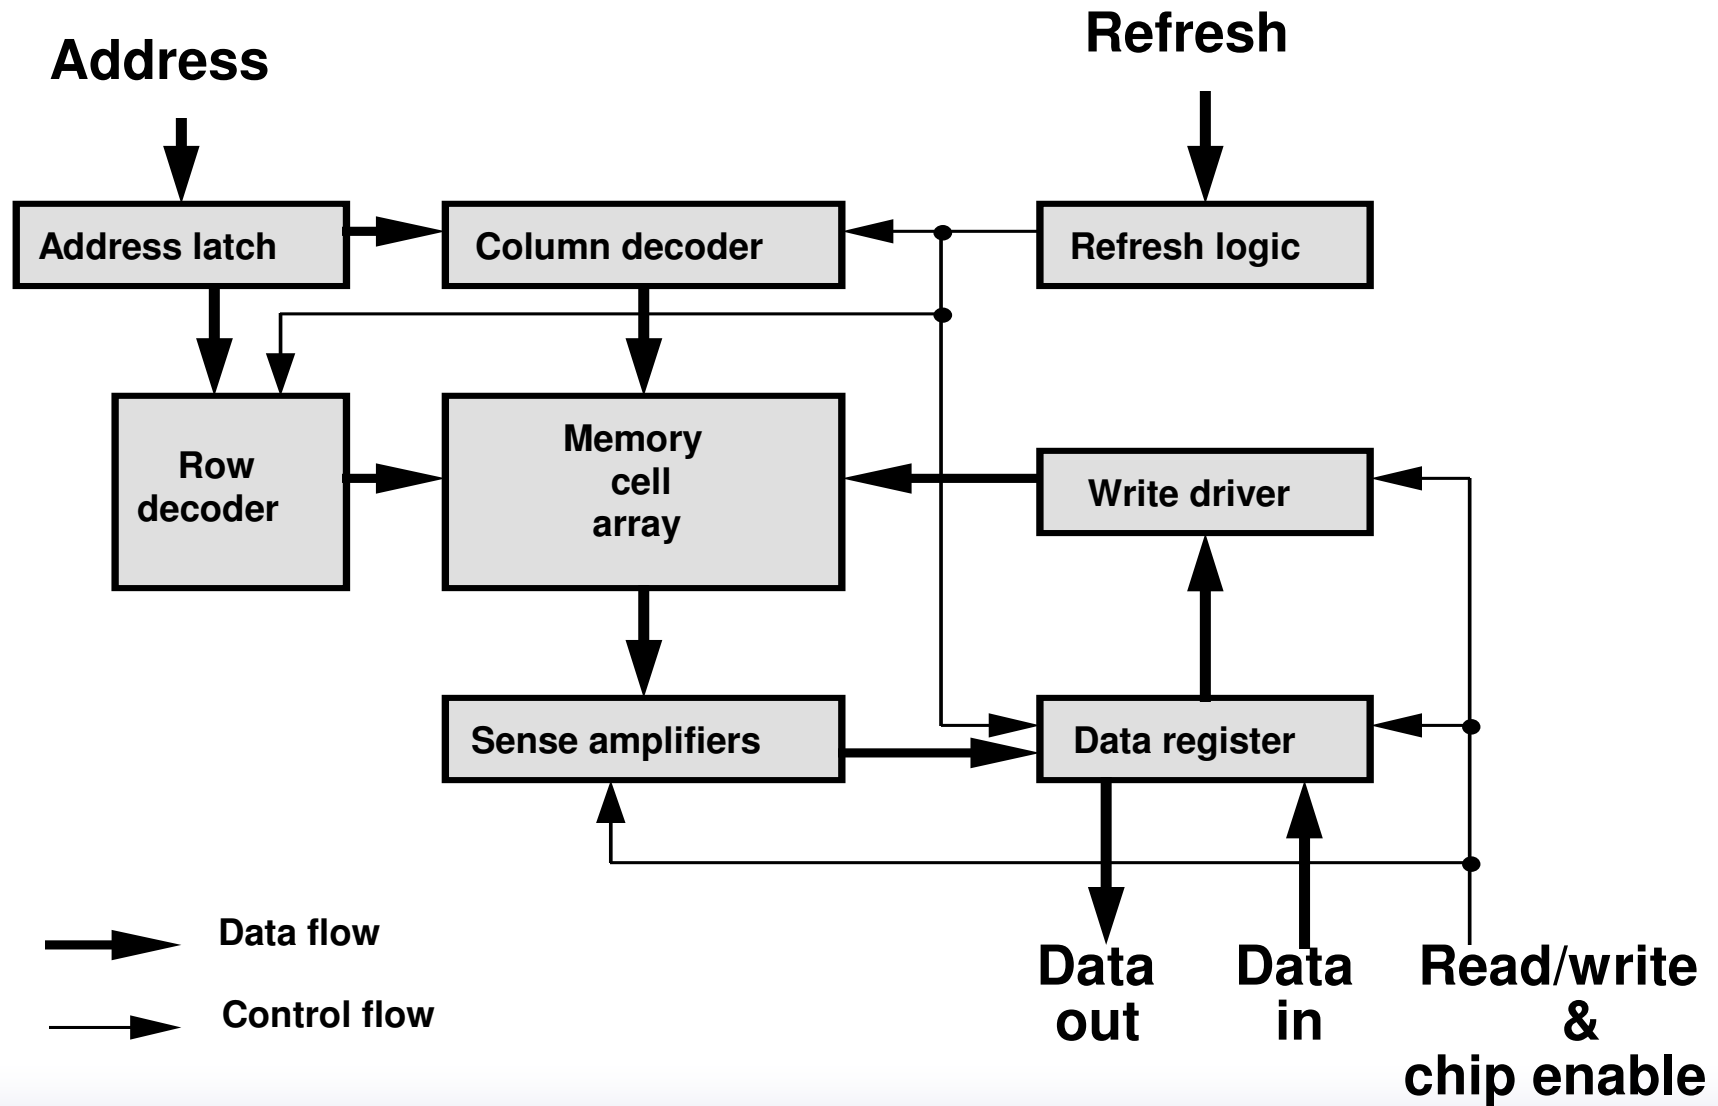 Address
Refresh
Address latch
Column decoder
Refresh logic
Row
decoder
Memory
cell
array
Write driver
Sense amplifiers
Data register
Data flow
Control flow
Data
out
Data
in
Read/write
&
chip enable